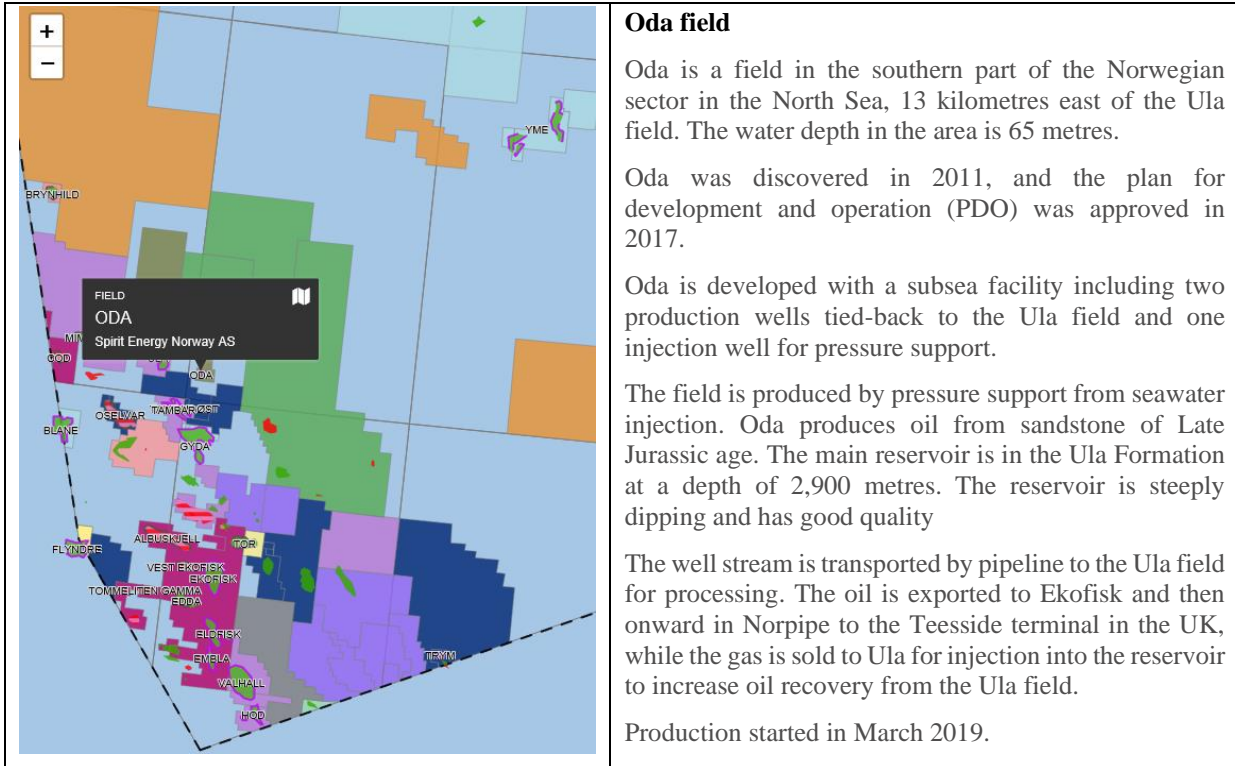 +
−
YME
BRYNHILD
FIELD
ODA
Spirit Energy Norway AS
COD
ODA
OSELVAR
TAMBAR ØST
BLANE
GYDA
ALBUSKJELL
TOR
FLYNDRE
VEST EKOFISK
EKOFISK
TOMMELITEN GAMMA
EDDA
ELDFISK
EMBLA
TRYM
VALHALL
HOD
Oda field
Oda is a field in the southern part of the Norwegian
sector in the North Sea, 13 kilometres east of the Ula
field. The water depth in the area is 65 metres.
Oda was discovered in 2011, and the plan for
development and operation (PDO) was approved in
2017.
Oda is developed with a subsea facility including two
production wells tied-back to the Ula field and one
injection well for pressure support.
The field is produced by pressure support from seawater
injection. Oda produces oil from sandstone of Late
Jurassic age. The main reservoir is in the Ula Formation
at a depth of 2,900 metres. The reservoir is steeply
dipping and has good quality
The well stream is transported by pipeline to the Ula field
for processing. The oil is exported to Ekofisk and then
onward in Norpipe to the Teesside terminal in the UK,
while the gas is sold to Ula for injection into the reservoir
to increase oil recovery from the Ula field.
Production started in March 2019.